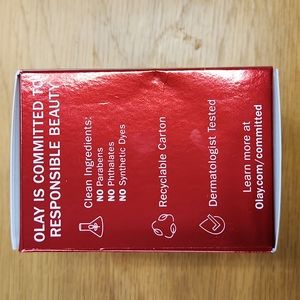 OLAY IS COMMITTED TO
RESPONSIBLE BEAUTY
Clean Ingredients:
NO Parabens
NO Phthalates
NO Synthetic Dyes
Recyclable Carton
Dermatologist Tested
Learn more at
Olay.com/committed